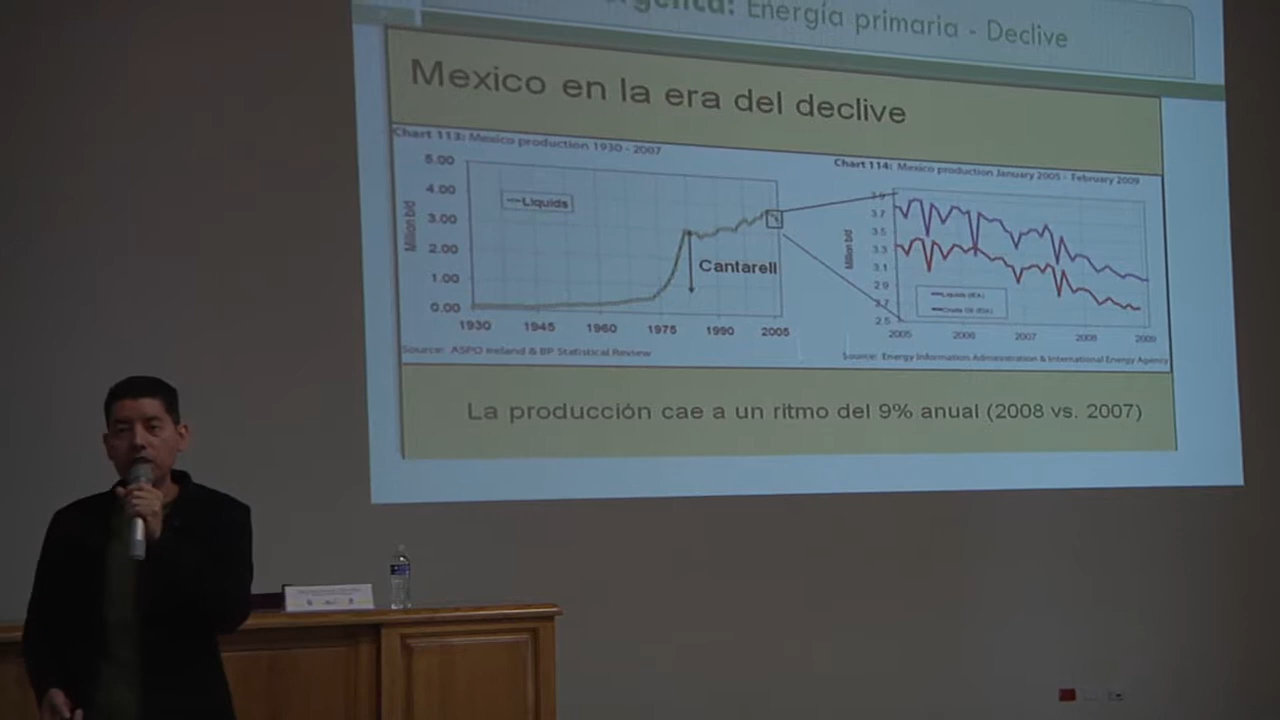 Energía primaria - Declive
Mexico en la era del declive
Chart 113: Mexico production 1930 - 2007
5.00
4.00
3.00
2.00
1.00
0.00
Million b/d
Liquids
Cantarell
1930 1945 1960 1975 1990 2005
Source: ASPO Ireland & BP Statistical Review
Chart 114: Mexico production January 2005 - February 2009
3.9
3.7
3.5
3.3
3.1
2.9
2.7
2.5
Million b/d
Liquids (IEA)
Crude Oil (EIA)
2005 2006 2007 2008 2009
Source: Energy Information Administration & International Energy Agency
La producción cae a un ritmo del 9% anual (2008 vs. 2007)